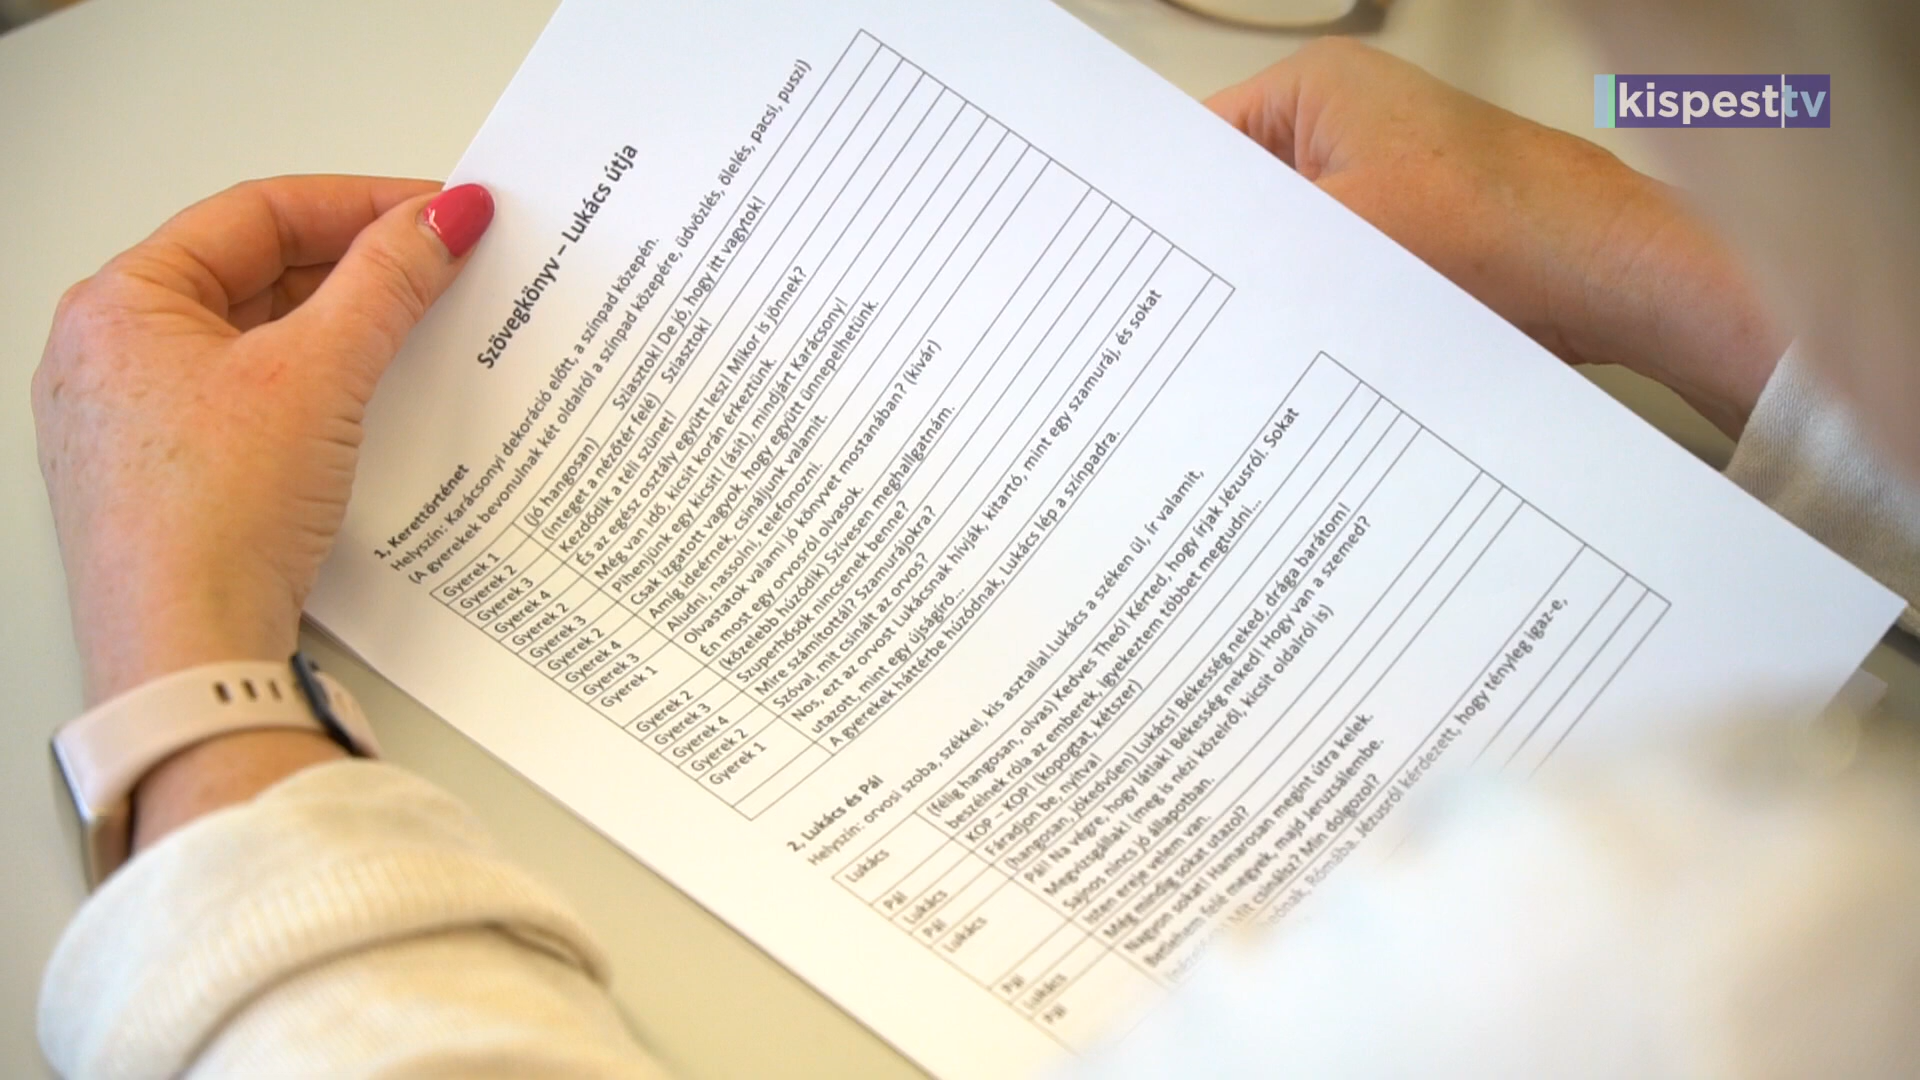 kispest tv
Szövegkönyv – Lukács útja
1, Kerettörténet
Helyszín: Karácsonyi dekoráció előtt, a színpad közepén.
(A gyerekek bevonulnak két oldalról a színpad közepére, üdvözlés, ölelés, pacsi, puszi)
Gyerek 1 (jó hangosan) Sziasztok! De jó, hogy itt vagytok!
Gyerek 2 (integet a nézőtér felé) Sziasztok!
Gyerek 3 Kezdődik a téli szünet!
Gyerek 4 És az egész osztály együtt lesz! Mikor is jönnek?
Gyerek 2 Még van idő, kicsit korán érkeztünk.
Gyerek 3 Pihenjünk egy kicsit! (ásít), mindjárt Karácsony!
Gyerek 2 Csak izgatott vagyok, hogy együtt ünnepelhetünk.
Gyerek 4 Amíg ideérnek, csináljunk valamit.
Gyerek 3 Aludni, nassolni, telefonozni.
Gyerek 1 Olvastatok valami jó könyvet mostanában? (kivár)
Én most egy orvosról olvasok.
Gyerek 2 (közelebb húzódik) Szívesen meghallgatnám.
Gyerek 3 Szuperhősök nincsenek benne?
Gyerek 4 Mire számítottál? Szamurájokra?
Gyerek 2 Szóval, mit csinált az orvos?
Gyerek 1 Nos, ezt az orvost Lukácsnak hívják, kitartó, mint egy szamuráj, és sokat
utazott, mint egy újságíró...
A gyerekek háttérbe húzódnak, Lukács lép a színpadra.
2, Lukács és Pál
Helyszín: orvosi szoba, székkel, kis asztallal Lukács a széken ül, ír valamit,
Lukács (félig hangosan, olvas) Kedves Theó! Kérted, hogy írjak Jézusról. Sokat
beszélnek róla az emberek, igyekeztem többet megtudni...
Pál KOP – KOP! (kopogtat, kétszer)
Lukács Fáradjon be, nyitva!
Pál (hangosan, jókedvűen) Lukács! Békesség neked, drága barátom!
Lukács Pál! Na végre, hogy látlak! Békesség neked! Hogy van a szemed?
Megvizsgállak! (meg is nézi közelről, kicsit oldalról is)
Sajnos nincs jó állapotban.
Pál Isten ereje velem van.
Lukács Még mindig sokat utazol?
Pál Nagyon sokat! Hamarosan megint útra kelek.
Betlehem felé megyek, majd Jeruzsálembe.
Mit csinálsz? Min dolgozol?
Rómába. Jézusról kérdezett, hogy tényleg igaz-e,